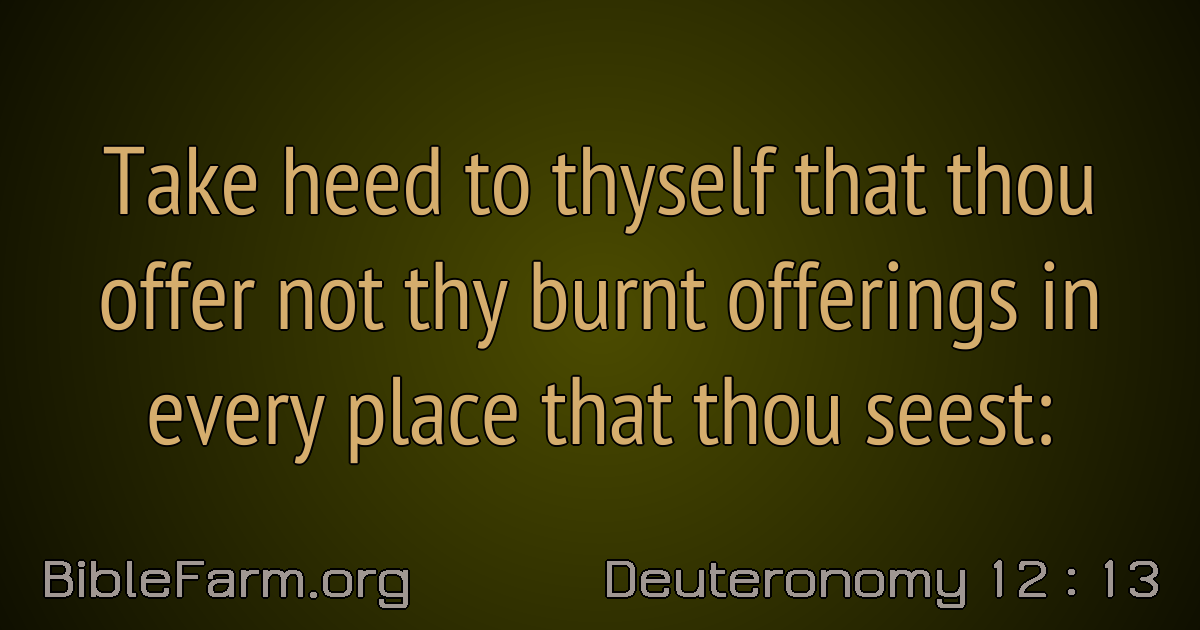 Take heed to thyself that thou
offer not thy burnt offerings in
every place that thou seest:
BibleFarm.org
Deuteronomy 12 : 13